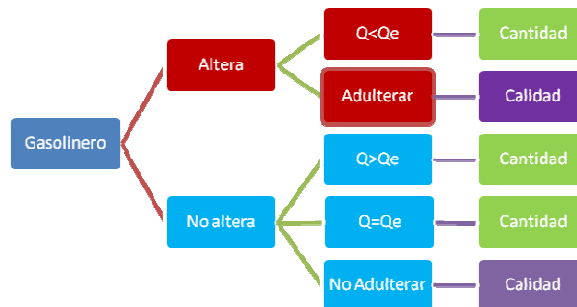 Q<Qe
Cantidad
Altera
Adulterar
Calidad
Gasolinero
Q>Qe
Cantidad
No altera
Q=Qe
Cantidad
No Adulterar
Calidad